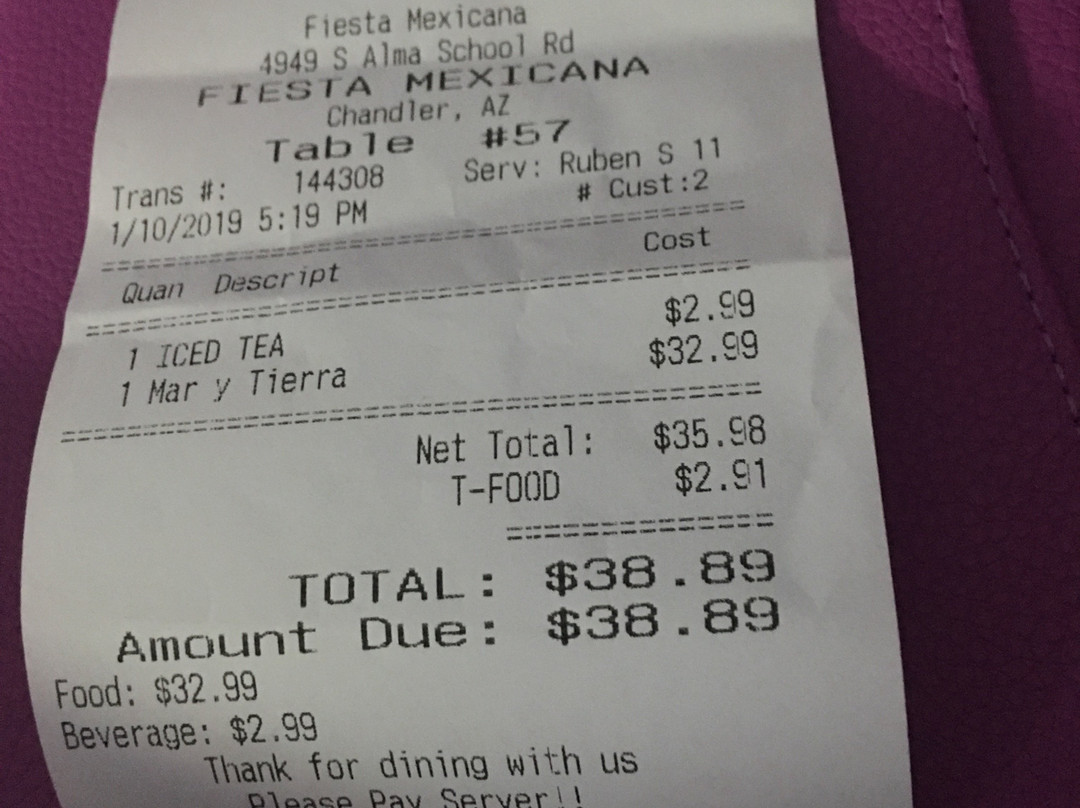 Fiesta Mexicana
4949 S Alma School Rd
FIESTA MEXICANA
Chandler, AZ
Table #57
Trans #: 144308 Serv: Ruben S 11
1/10/2019 5:19 PM # Cust:2
Quan Descript Cost
1 ICED TEA $2.99
1 Mar y Tierra $32.99
Net Total: $35.98
T-FOOD $2.91
TOTAL: $38.89
Amount Due: $38.89
Food: $32.99
Beverage: $2.99
Thank for dining with us
Please Pay Server!!